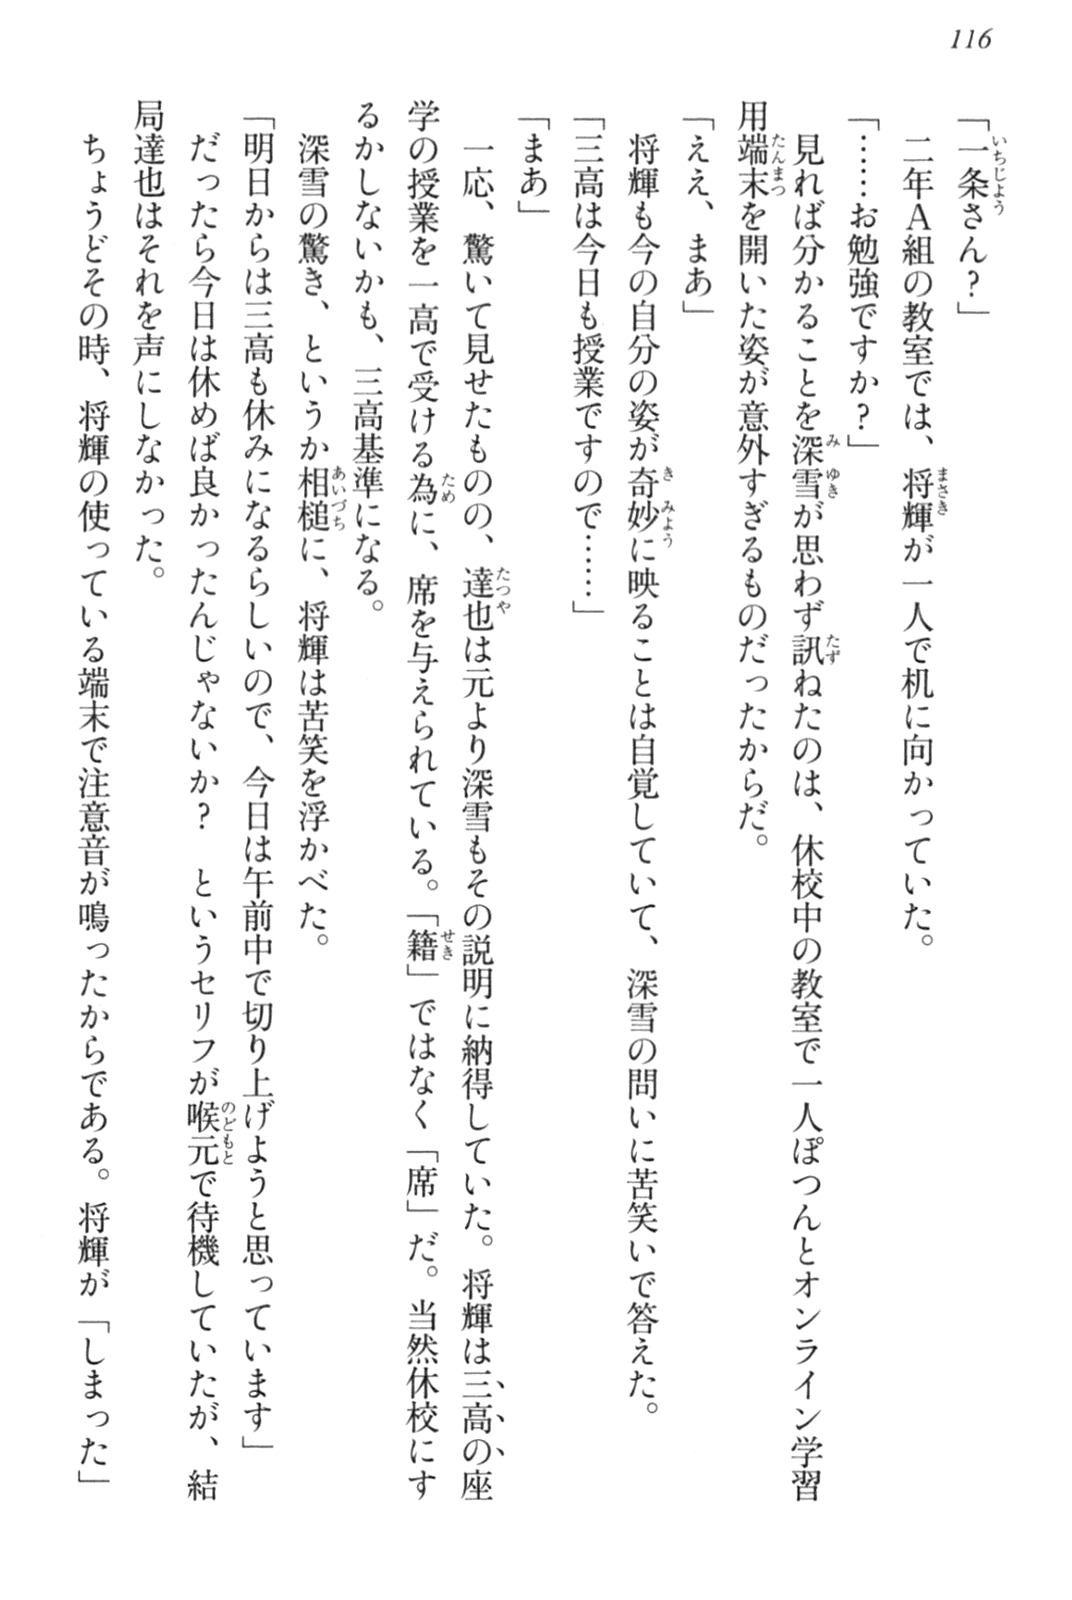 116
「一条さん？」
二年Ａ組の教室では、将輝が一人で机に向かっていた。
「……お勉強ですか？」
見れば分かることを深雪が思わず訊ねたのは、休校中の教室で一人ぽつんとオンライン学習
用端末を開いた姿が意外すぎるものだったからだ。
「ええ、まあ」
将輝も今の自分の姿が奇妙に映ることは自覚していて、深雪の問いに苦笑いで答えた。
「三高は今日も授業ですので……」
「まあ」
一応、驚いて見せたものの、達也は元より深雪もその説明に納得していた。将輝は三高の座
学の授業を一高で受ける為に、席を与えられている。「籍」ではなく「席」だ。当然休校にす
るかしないかも、三高基準になる。
深雪の驚き、というか相槌に、将輝は苦笑を浮かべた。
「明日からは三高も休みになるらしいので、今日は午前中で切り上げようと思っています」
だったら今日は休めば良かったんじゃないか？　というセリフが喉元で待機していたが、結
局達也はそれを声にしなかった。
ちょうどその時、将輝の使っている端末で注意音が鳴ったからである。将輝が「しまった」